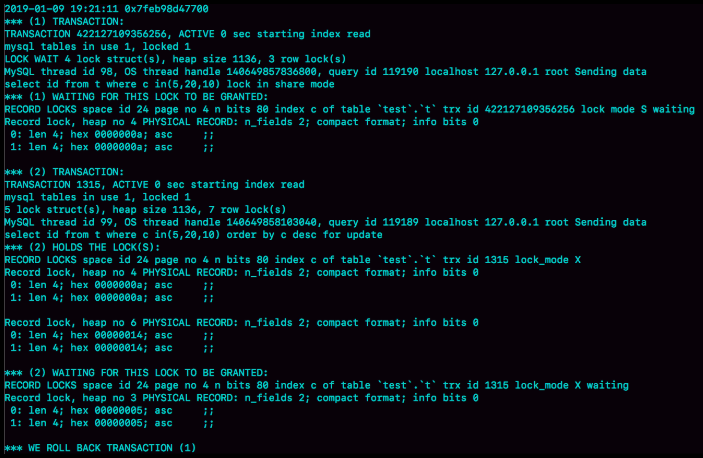 2019-01-09 19:21:11 0x7feb98d47700
*** (1) TRANSACTION:
TRANSACTION 422127109356256, ACTIVE 0 sec starting index read
mysql tables in use 1, locked 1
LOCK WAIT 4 lock struct(s), heap size 1136, 3 row lock(s)
MySQL thread id 98, OS thread handle 140649857836800, query id 119190 localhost 127.0.0.1 root Sending data
select id from t where c in(5,20,10) lock in share mode
*** (1) WAITING FOR THIS LOCK TO BE GRANTED:
RECORD LOCKS space id 24 page no 4 n bits 80 index c of table `test`.`t` trx id 422127109356256 lock mode S waiting
Record lock, heap no 4 PHYSICAL RECORD: n_fields 2; compact format; info bits 0
 0: len 4; hex 0000000a; asc     ;;
 1: len 4; hex 0000000a; asc     ;;

*** (2) TRANSACTION:
TRANSACTION 1315, ACTIVE 0 sec starting index read
mysql tables in use 1, locked 1
5 lock struct(s), heap size 1136, 7 row lock(s)
MySQL thread id 99, OS thread handle 140649858103040, query id 119189 localhost 127.0.0.1 root Sending data
select id from t where c in(5,20,10) order by c desc for update
*** (2) HOLDS THE LOCK(S):
RECORD LOCKS space id 24 page no 4 n bits 80 index c of table `test`.`t` trx id 1315 lock_mode X
Record lock, heap no 4 PHYSICAL RECORD: n_fields 2; compact format; info bits 0
 0: len 4; hex 0000000a; asc     ;;
 1: len 4; hex 0000000a; asc     ;;

Record lock, heap no 6 PHYSICAL RECORD: n_fields 2; compact format; info bits 0
 0: len 4; hex 00000014; asc     ;;
 1: len 4; hex 00000014; asc     ;;

*** (2) WAITING FOR THIS LOCK TO BE GRANTED:
RECORD LOCKS space id 24 page no 4 n bits 80 index c of table `test`.`t` trx id 1315 lock_mode X waiting
Record lock, heap no 3 PHYSICAL RECORD: n_fields 2; compact format; info bits 0
 0: len 4; hex 00000005; asc     ;;
 1: len 4; hex 00000005; asc     ;;

*** WE ROLL BACK TRANSACTION (1)